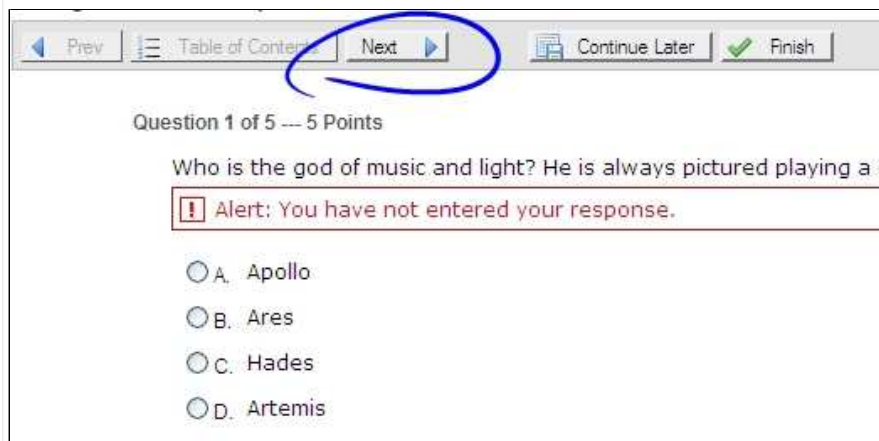 Prev Table of Contents Next Continue Later Finish
Question 1 of 5 --- 5 Points
Who is the god of music and light? He is always pictured playing a
! Alert: You have not entered your response.
A. Apollo
B. Ares
C. Hades
D. Artemis